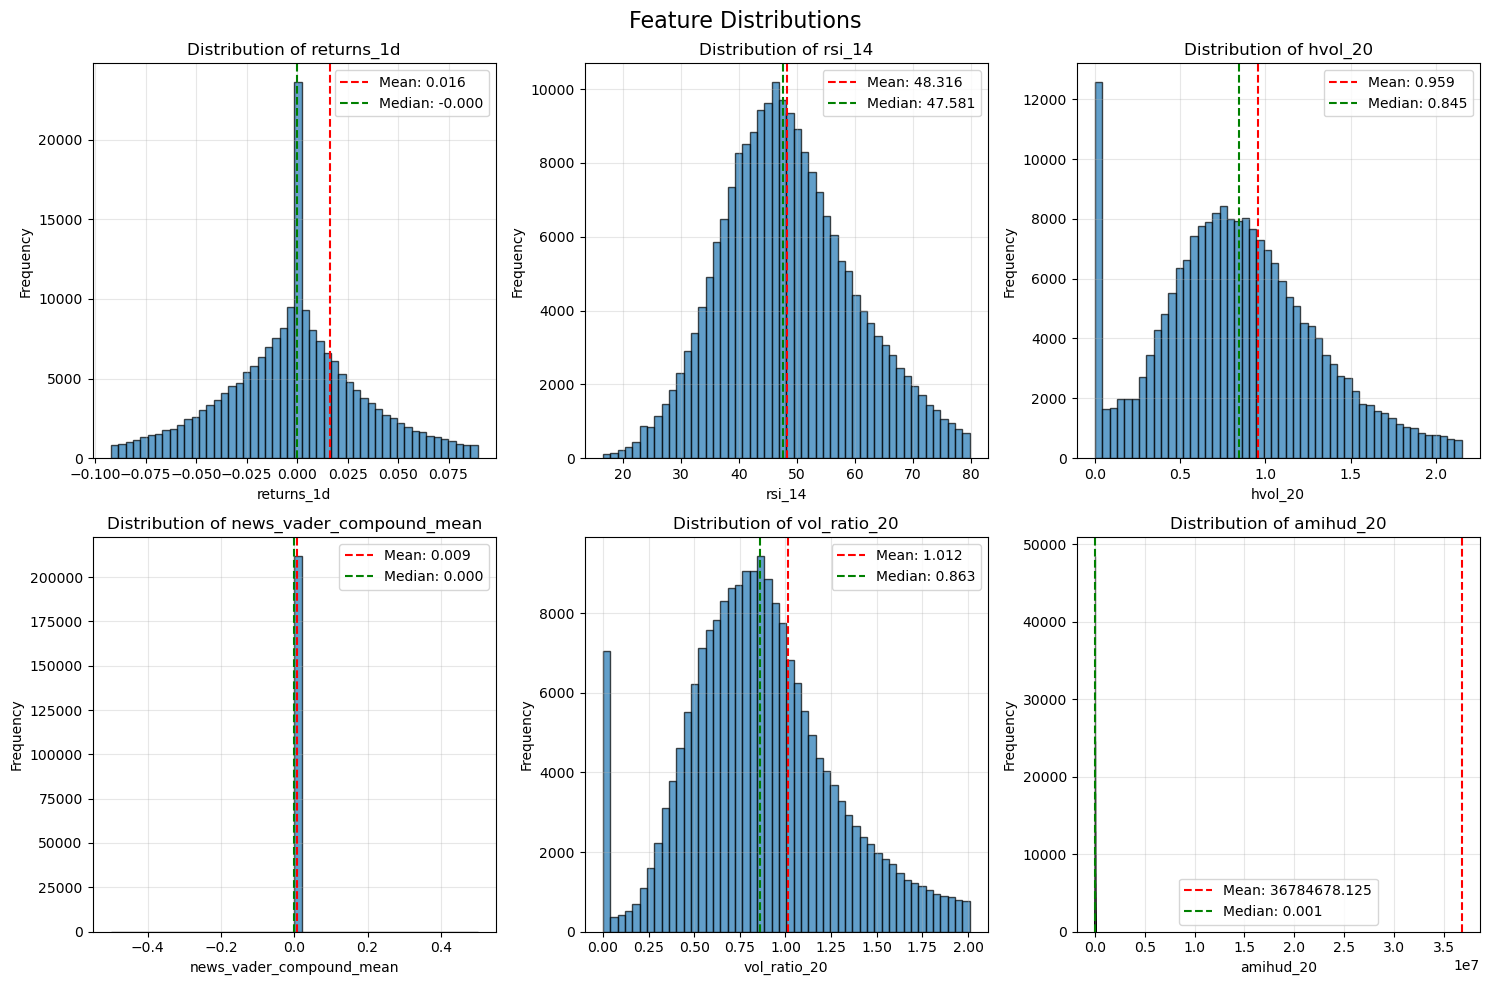 Feature Distributions
Distribution of returns_1d
Frequency
20000
15000
10000
5000
0
−0.100
−0.075
−0.050
−0.025
0.000
0.025
0.050
0.075
returns_1d
Mean: 0.016
Median: -0.000
Distribution of rsi_14
Frequency
10000
8000
6000
4000
2000
0
20
30
40
50
60
70
80
rsi_14
Mean: 48.316
Median: 47.581
Distribution of hvol_20
Frequency
12000
10000
8000
6000
4000
2000
0
0.0
0.5
1.0
1.5
2.0
hvol_20
Mean: 0.959
Median: 0.845
Distribution of news_vader_compound_mean
Frequency
200000
175000
150000
125000
100000
75000
50000
25000
0
−0.4
−0.2
0.0
0.2
0.4
news_vader_compound_mean
Mean: 0.009
Median: 0.000
Distribution of vol_ratio_20
Frequency
8000
6000
4000
2000
0
0.00
0.25
0.50
0.75
1.00
1.25
1.50
1.75
2.00
vol_ratio_20
Mean: 1.012
Median: 0.863
Distribution of amihud_20
Frequency
50000
40000
30000
20000
10000
0
0.0
0.5
1.0
1.5
2.0
2.5
3.0
3.5
1e7
amihud_20
Mean: 36784678.125
Median: 0.001